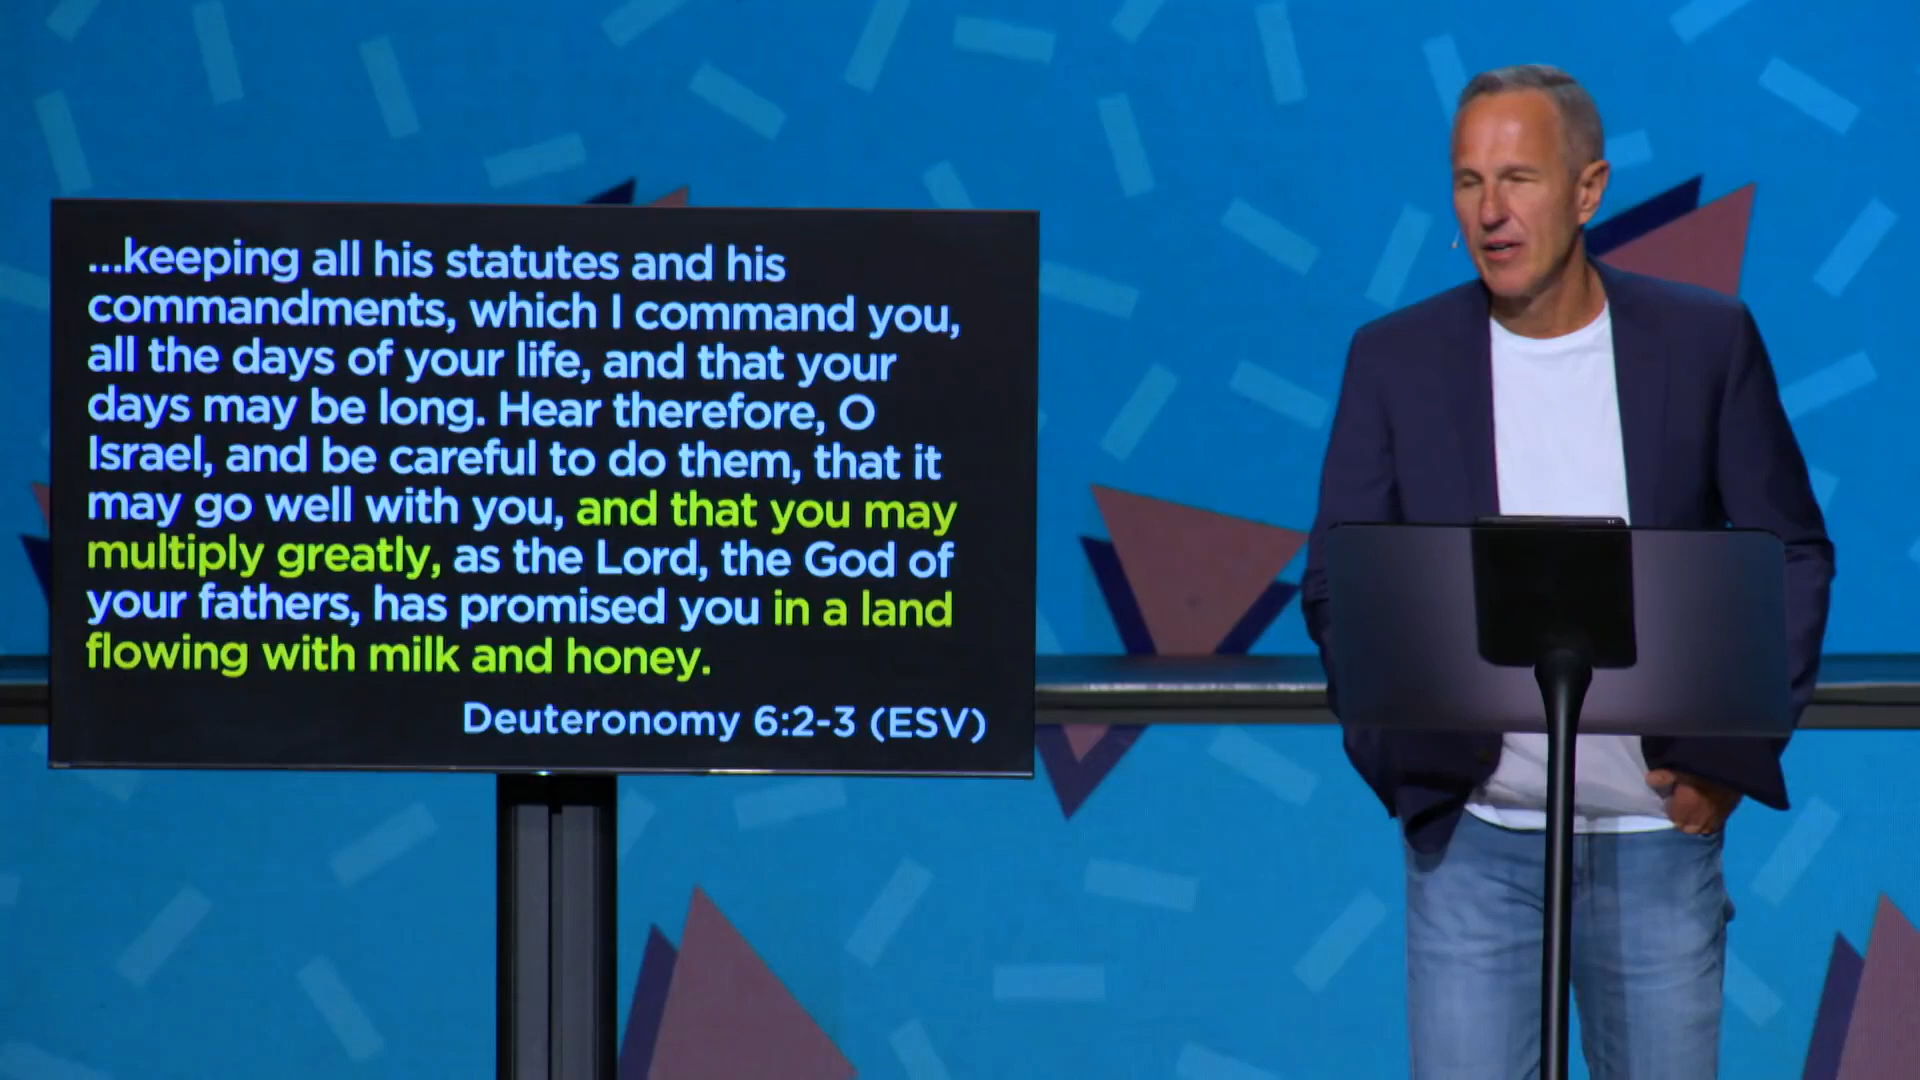 ...keeping all his statutes and his
commandments, which I command you,
all the days of your life, and that your
days may be long. Hear therefore, O
Israel, and be careful to do them, that it
may go well with you, and that you may
multiply greatly, as the Lord, the God of
your fathers, has promised you in a land
flowing with milk and honey.
Deuteronomy 6:2-3 (ESV)